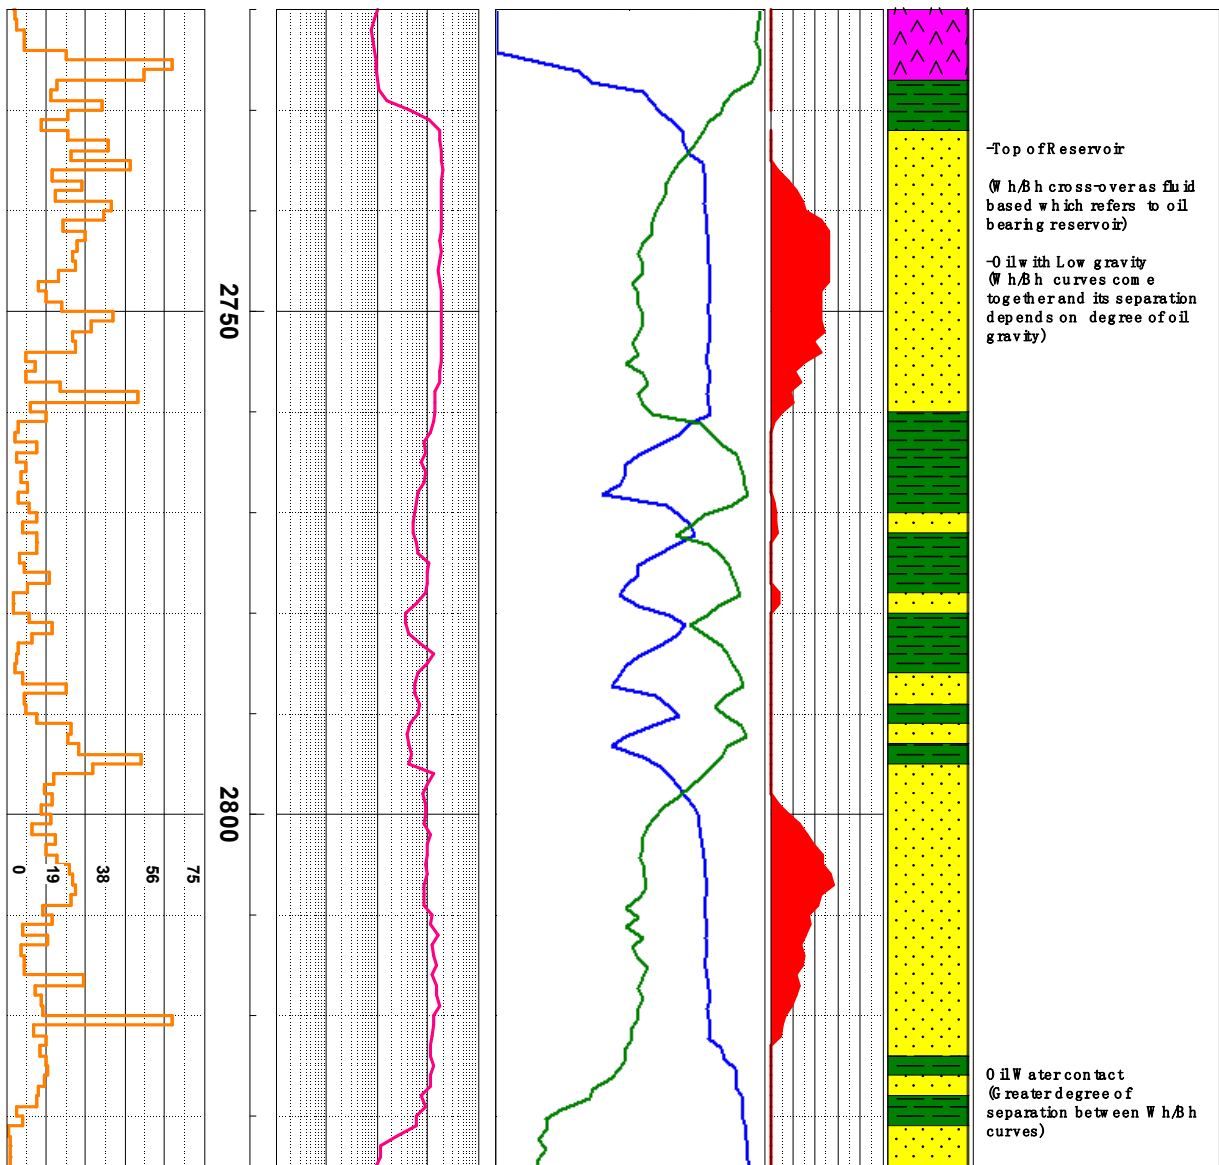 -Top of Reservoir
(Wh/Bh cross-over as fluid
based which refers to oil
bearing reservoir)
-Oil with Low gravity
(Wh/Bh curves come
together and its separation
depends on degree of oil
gravity)
2750
2800
0 19 38 56 75
Oil Water contact
(Greater degree of
separation between Wh/Bh
curves)